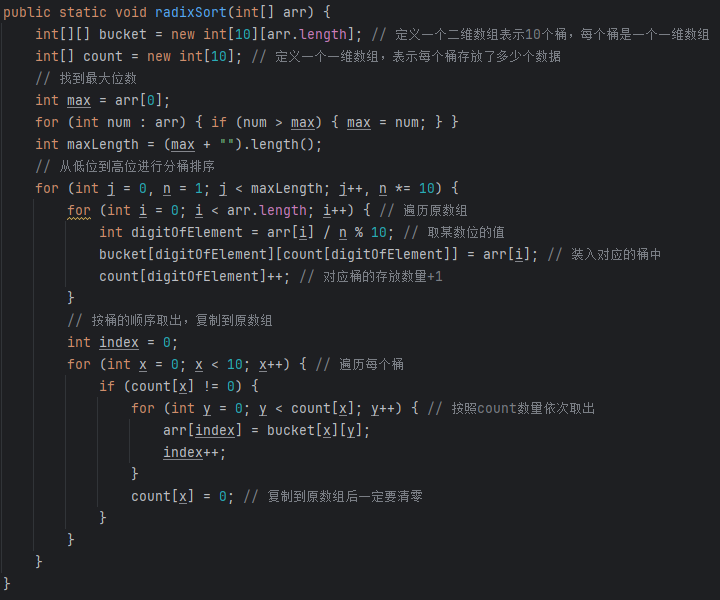 public static void radixSort(int[] arr) {
    int[][] bucket = new int[10][arr.length]; // 定义一个二维数组表示10个桶，每个桶是一个一维数组
    int[] count = new int[10]; // 定义一个一维数组，表示每个桶存放了多少个数据
    // 找到最大位数
    int max = arr[0];
    for (int num : arr) { if (num > max) { max = num; } }
    int maxLength = (max + "").length();
    // 从低位到高位进行分桶排序
    for (int j = 0, n = 1; j < maxLength; j++, n *= 10) {
        for (int i = 0; i < arr.length; i++) { // 遍历原数组
            int digitOfElement = arr[i] / n % 10; // 取某数位的值
            bucket[digitOfElement][count[digitOfElement]] = arr[i]; // 装入对应的桶中
            count[digitOfElement]++; // 对应桶的存放数量+1
        }
        // 按桶的顺序取出，复制到原数组
        int index = 0;
        for (int x = 0; x < 10; x++) { // 遍历每个桶
            if (count[x] != 0) {
                for (int y = 0; y < count[x]; y++) { // 按照count数量依次取出
                    arr[index] = bucket[x][y];
                    index++;
                }
                count[x] = 0; // 复制到原数组后一定要清零
            }
        }
    }
}